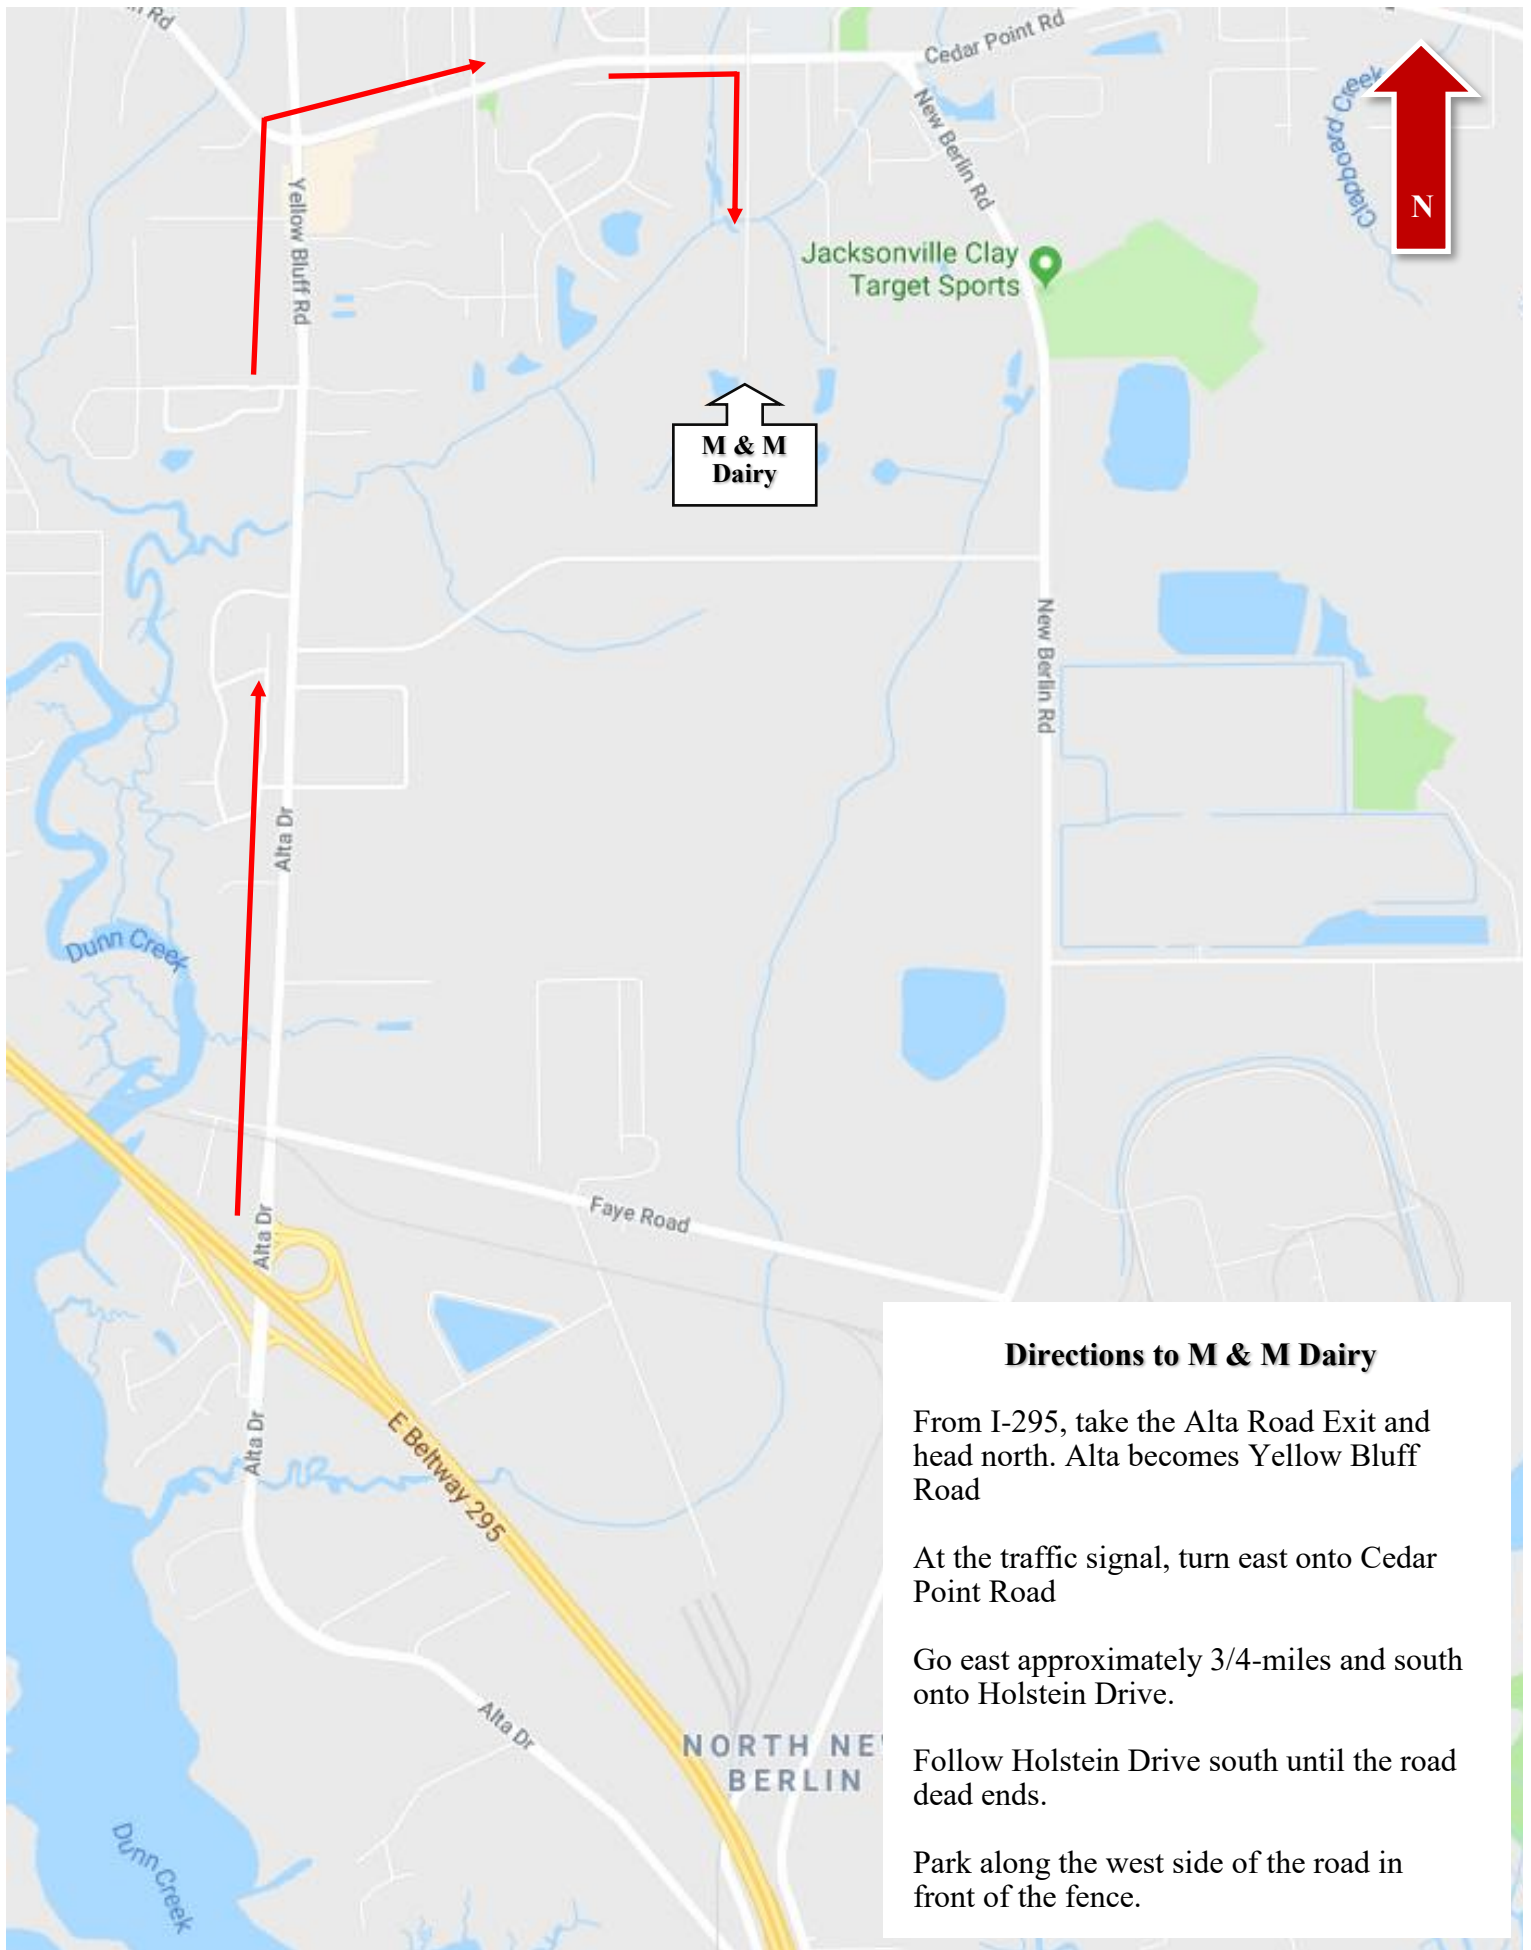 n Rd
Cedar Point Rd
Clapboard Creek
N
New Berlin Rd
Yellow Bluff Rd
Jacksonville Clay
Target Sports
M & M
Dairy
New Berlin Rd
Alta Dr
Dunn Creek
Alta Dr
Faye Road
Alta Dr
E Beltway 295
Alta Dr
NORTH NE
BERLIN
Dunn Creek
Directions to M & M Dairy
From I-295, take the Alta Road Exit and
head north. Alta becomes Yellow Bluff
Road
At the traffic signal, turn east onto Cedar
Point Road
Go east approximately 3/4-miles and south
onto Holstein Drive.
Follow Holstein Drive south until the road
dead ends.
Park along the west side of the road in
front of the fence.